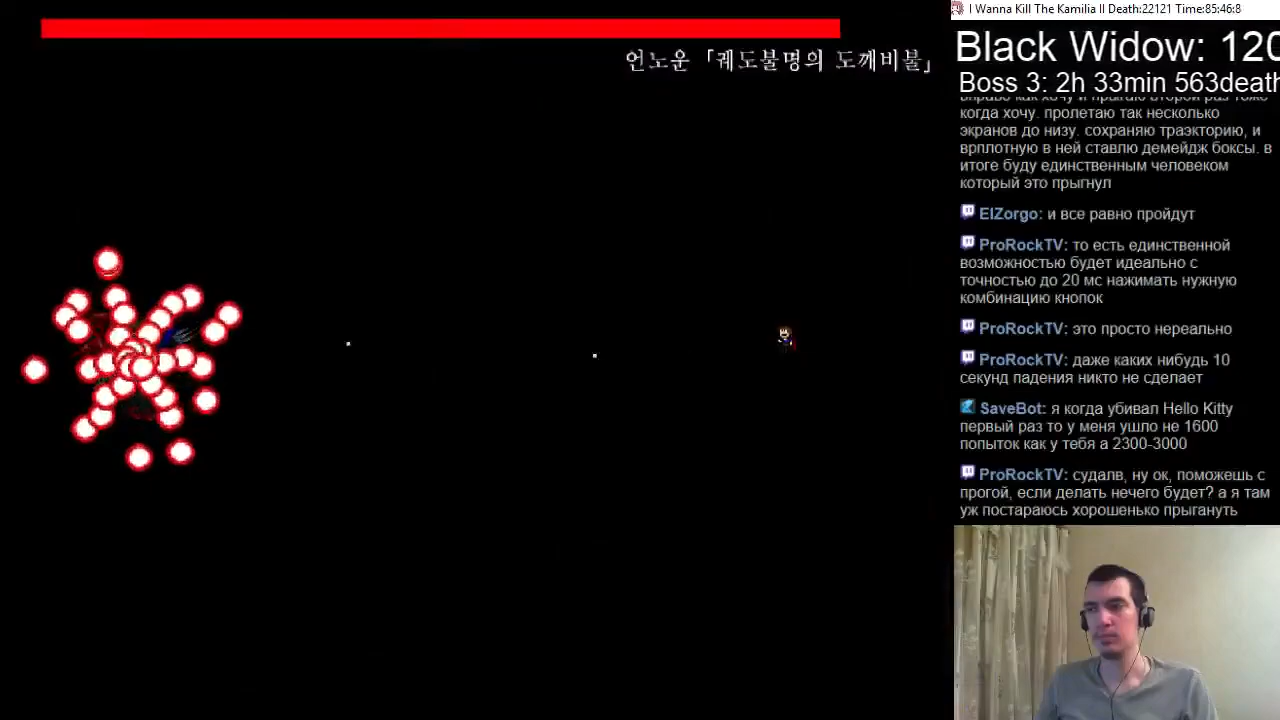 I Wanna Kill The Kamilia II Death:22121 Time:85:46:8
언노운「궤도불명의 도깨비불」
Black Widow: 120
Boss 3: 2h 33min 563death
вправо как хочу и прыгаю второй раз тоже
когда хочу. пролетаю так несколько
экранов до низу. сохраняю траэкторию, и
врплотную в ней ставлю демейдж боксы. в
итоге буду единственным человеком
который это прыгнул
ElZorgo: и все равно пройдут
ProRockTV: то есть единственной
возможностью будет идеально с
точностью до 20 мс нажимать нужную
комбинацию кнопок
ProRockTV: это просто нереально
ProRockTV: даже каких нибудь 10
секунд падения никто не сделает
SaveBot: я когда убивал Hello Kitty
первый раз то у меня ушло не 1600
попыток как у тебя а 2300-3000
ProRockTV: судалв, ну ок, поможешь с
прогой, если делать нечего будет? а я там
уж постараюсь хорошенько прыгануть